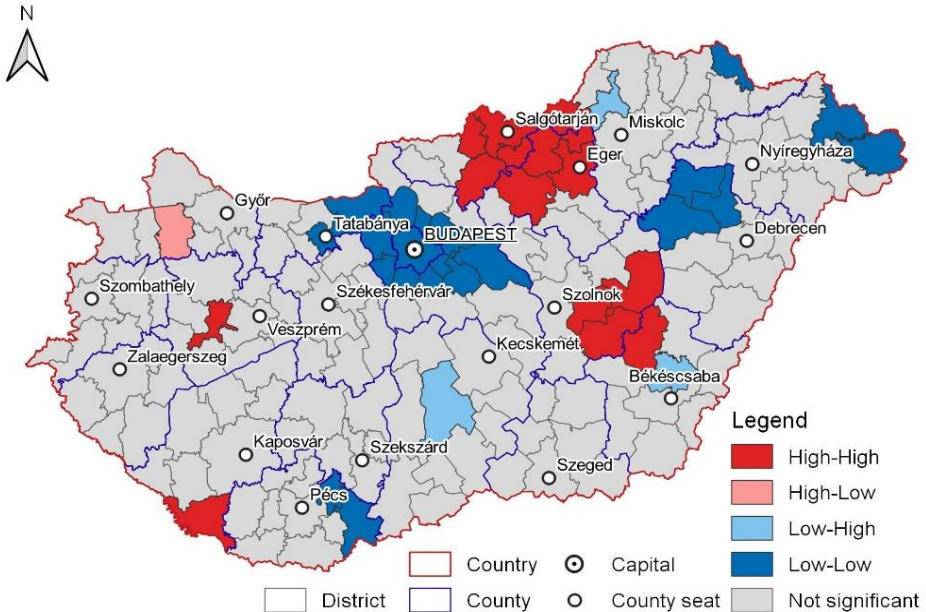 N
Salgótarján
Miskolc
Eger
Nyíregyháza
Győr
Tatabánya
BUDAPEST
Debrecen
Szombathely
Székesfehérvár
Szolnok
Veszprém
Kecskemét
Zalaegerszeg
Békéscsaba
Kaposvár
Szekszárd
Szeged
Pécs
Legend
High-High
High-Low
Low-High
Country Capital Low-Low
District County County seat Not significant